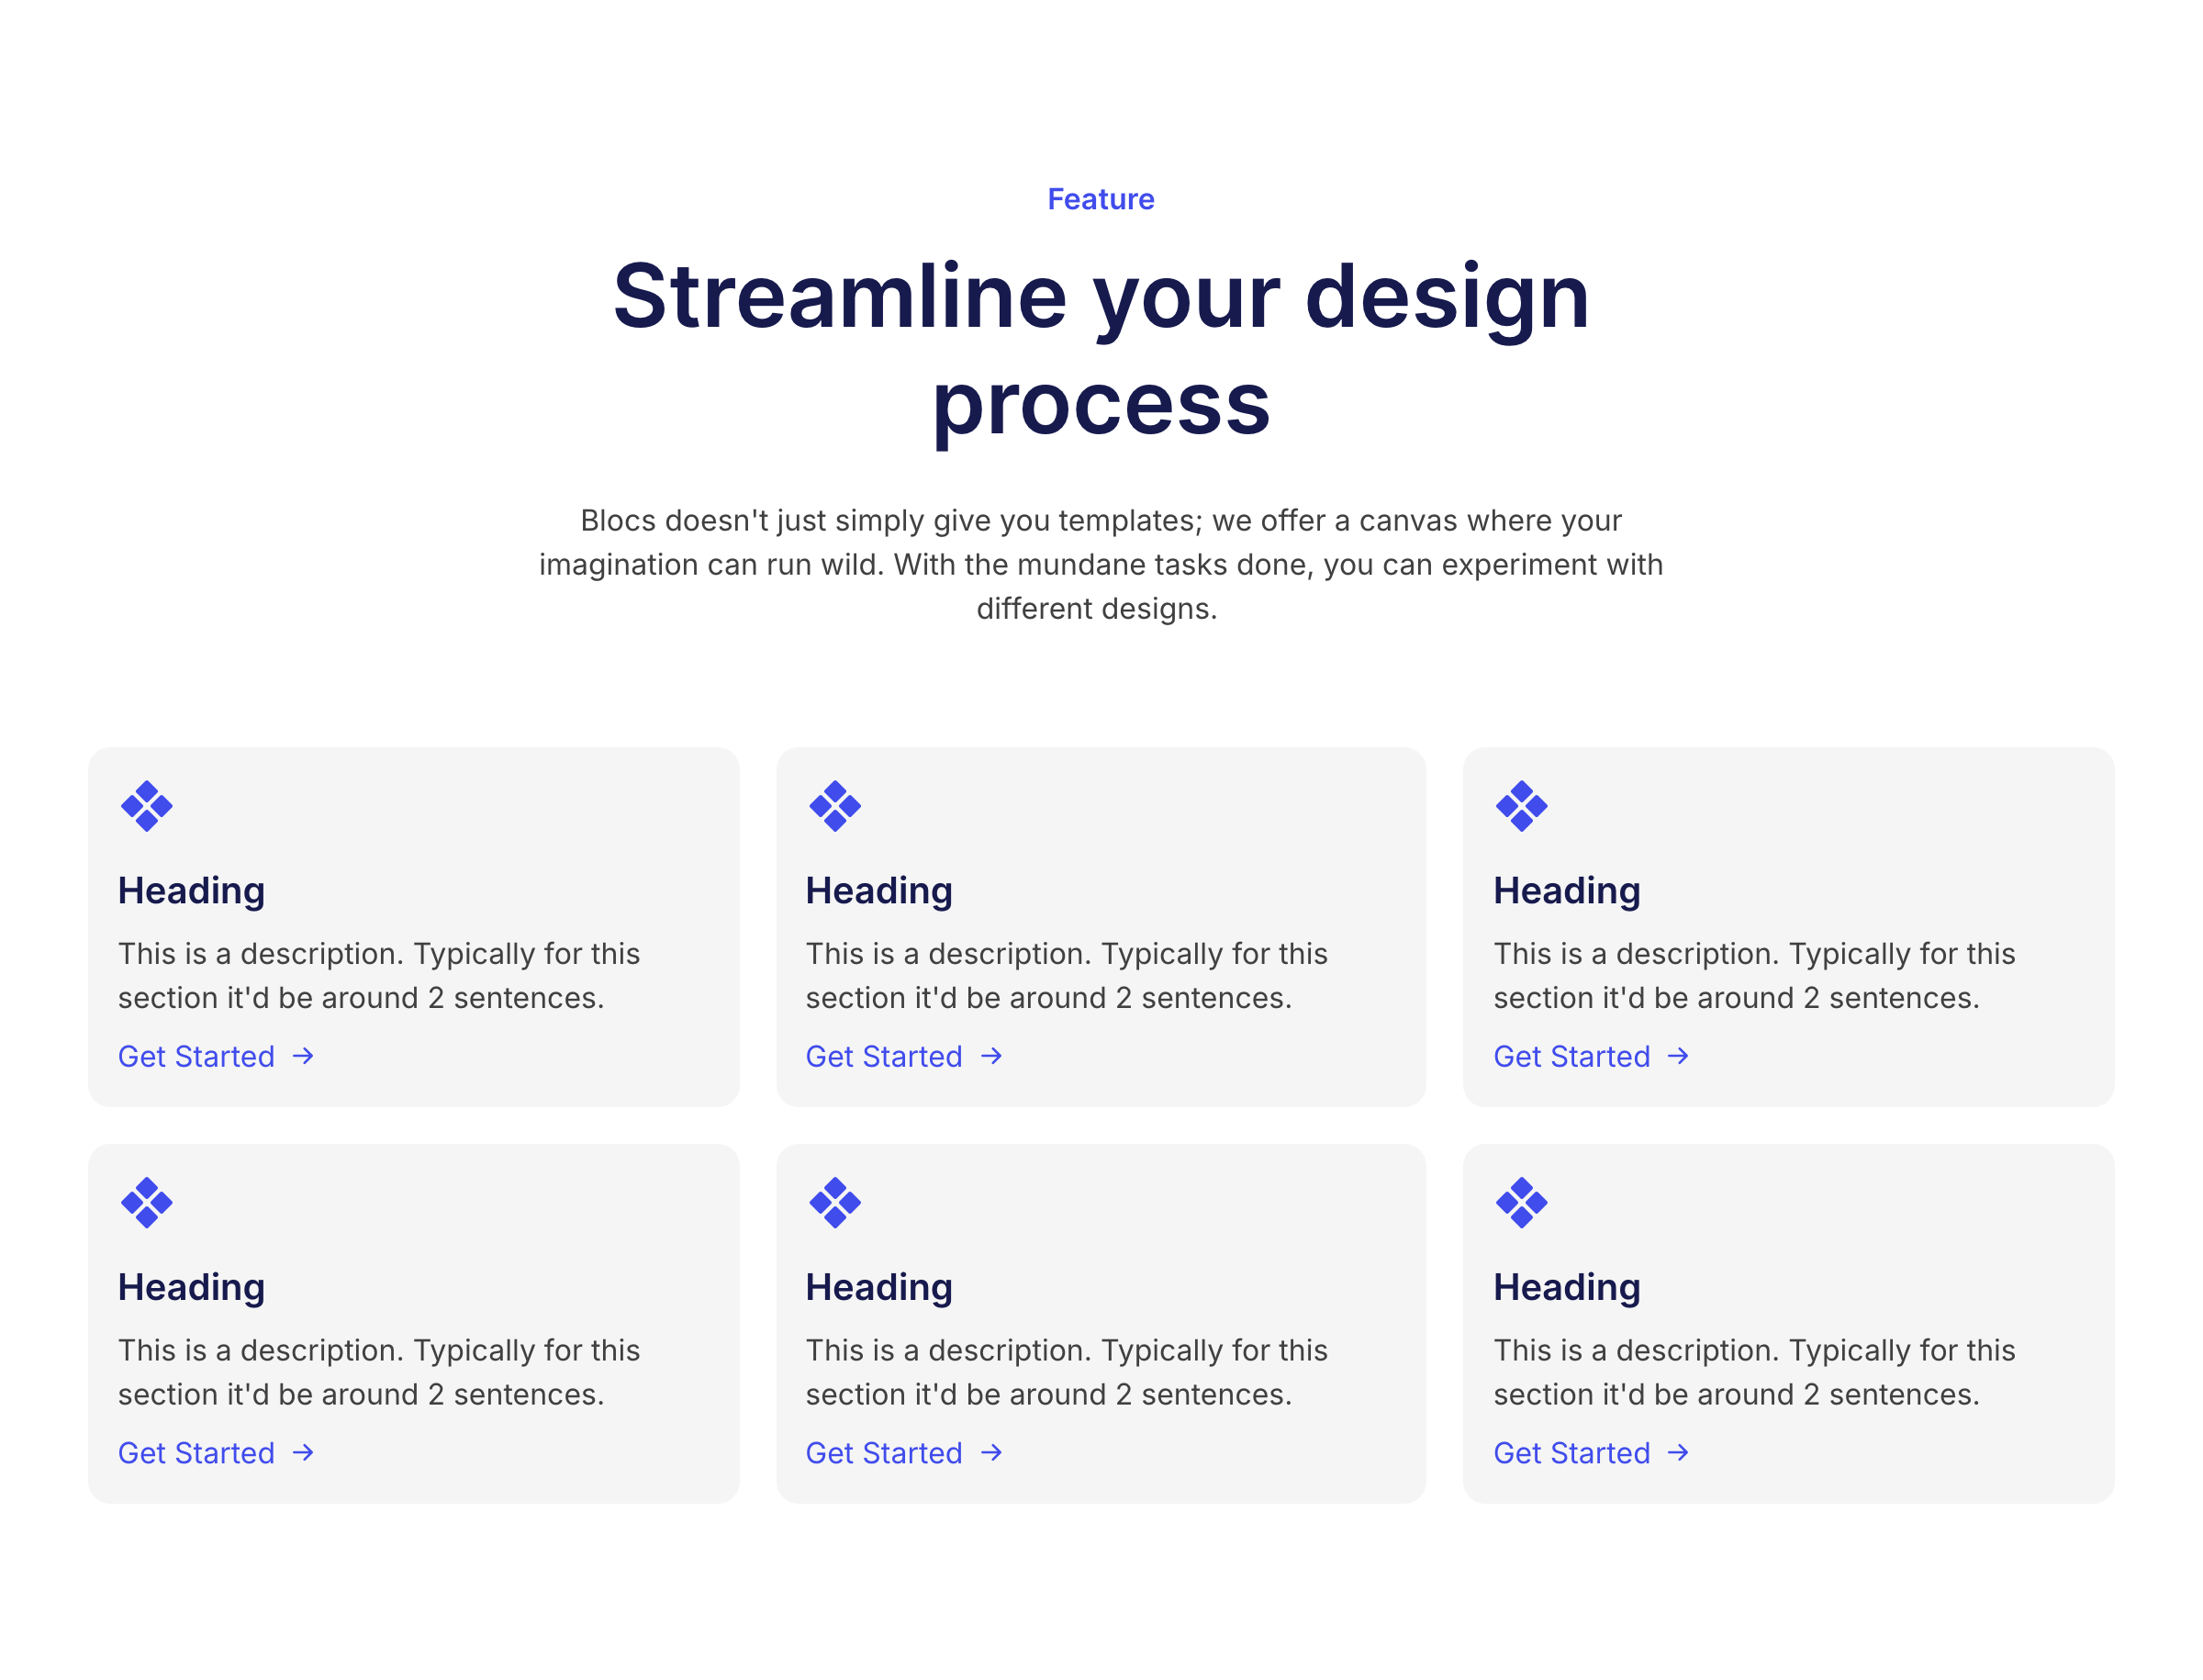 Feature
Streamline your design
process
Blocs doesn't just simply give you templates; we offer a canvas where your
imagination can run wild. With the mundane tasks done, you can experiment with
different designs.
Heading
This is a description. Typically for this
section it'd be around 2 sentences.
Get Started →
Heading
This is a description. Typically for this
section it'd be around 2 sentences.
Get Started →
Heading
This is a description. Typically for this
section it'd be around 2 sentences.
Get Started →
Heading
This is a description. Typically for this
section it'd be around 2 sentences.
Get Started →
Heading
This is a description. Typically for this
section it'd be around 2 sentences.
Get Started →
Heading
This is a description. Typically for this
section it'd be around 2 sentences.
Get Started →